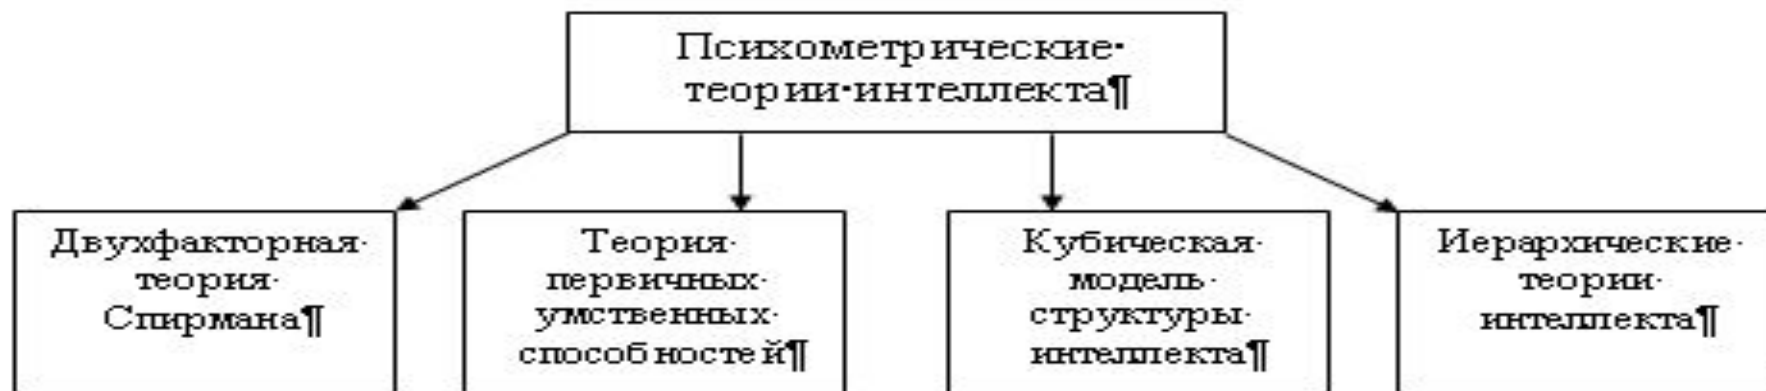 Психометрические·
теории·интеллекта¶
Двухфакторная·
теория·
Спирмана¶
Теория·
первичных·
умственных·
способностей¶
Кубическая·
модель·
структуры·
интеллекта¶
Иерархические·
теории·
интеллекта¶